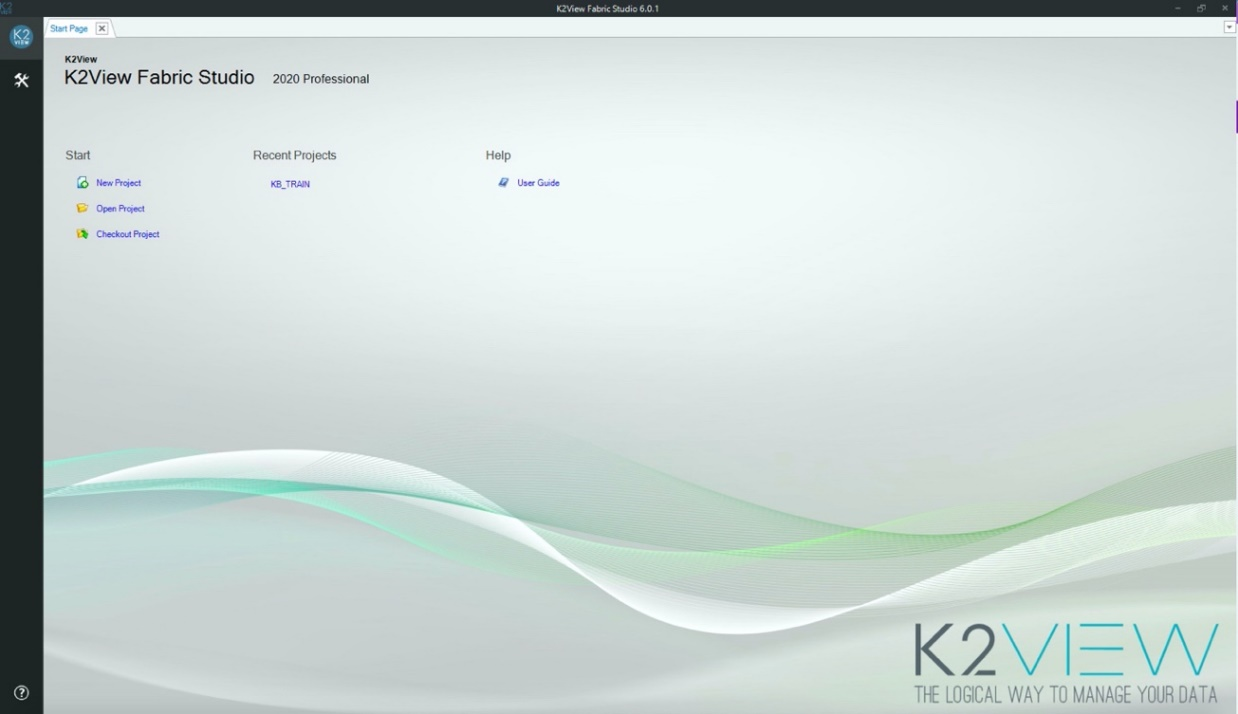 K2View Fabric Studio 6.0.1
K2
VIEW
Start Page
K2View
K2View Fabric Studio 2020 Professional
Start
New Project
Open Project
Checkout Project
Recent Projects
KB_TRAIN
Help
User Guide
K2VIEW
THE LOGICAL WAY TO MANAGE YOUR DATA